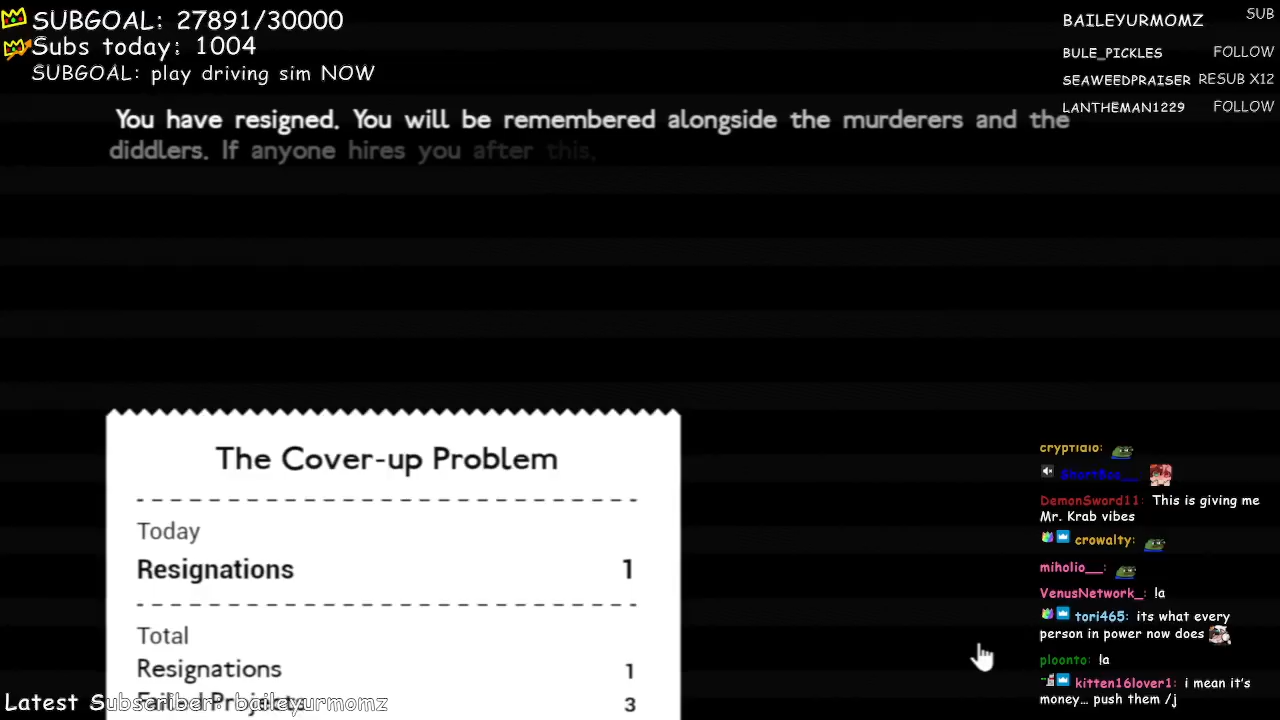 SUBGOAL: 27891/30000
Subs today: 1004
SUBGOAL: play driving sim NOW
BAILEYURMOMZ SUB
BULE_PICKLES FOLLOW
SEAWEEDPRAISER RESUB X12
LANTHEMAN1229 FOLLOW
You have resigned. You will be remembered alongside the murderers and the
diddlers. If anyone hires you after this,
The Cover-up Problem
Today
Resignations 1
Total
Resignations 1
Failed Projects 3
Latest Subscriber: baileyurmomz
cryptidio:
DemonSword11: This is giving me
Mr. Krab vibes
crowalty:
miholio__:
VenusNetwork_: !a
tori465: its what every
person in power now does
ploonto: !a
kitten16lover1: i mean it's
money... push them /j